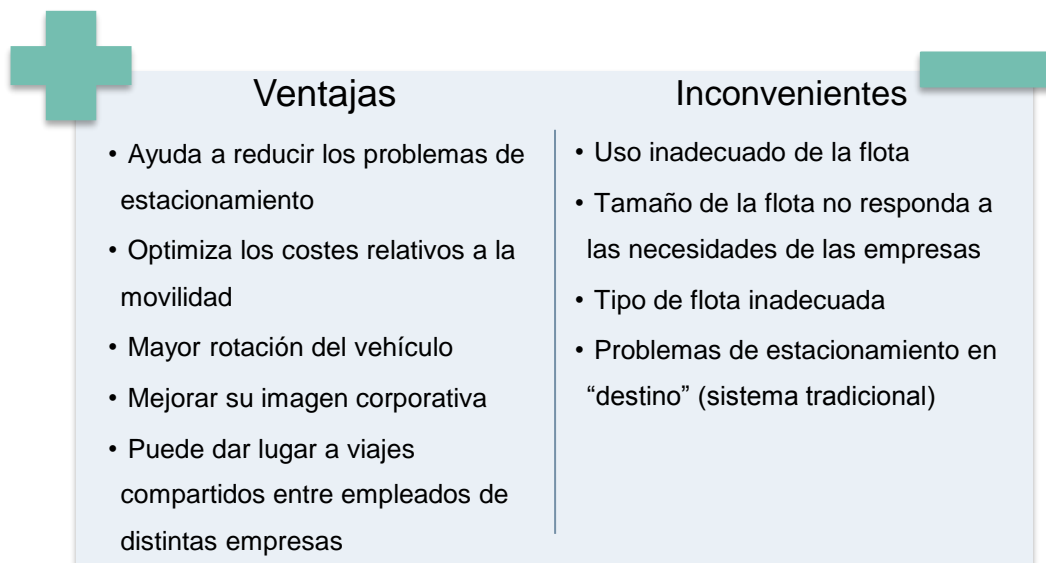 Ventajas
• Ayuda a reducir los problemas de
estacionamiento
• Optimiza los costes relativos a la
movilidad
• Mayor rotación del vehículo
• Mejorar su imagen corporativa
• Puede dar lugar a viajes
compartidos entre empleados de
distintas empresas
Inconvenientes
• Uso inadecuado de la flota
• Tamaño de la flota no responda a
las necesidades de las empresas
• Tipo de flota inadecuada
• Problemas de estacionamiento en
“destino” (sistema tradicional)